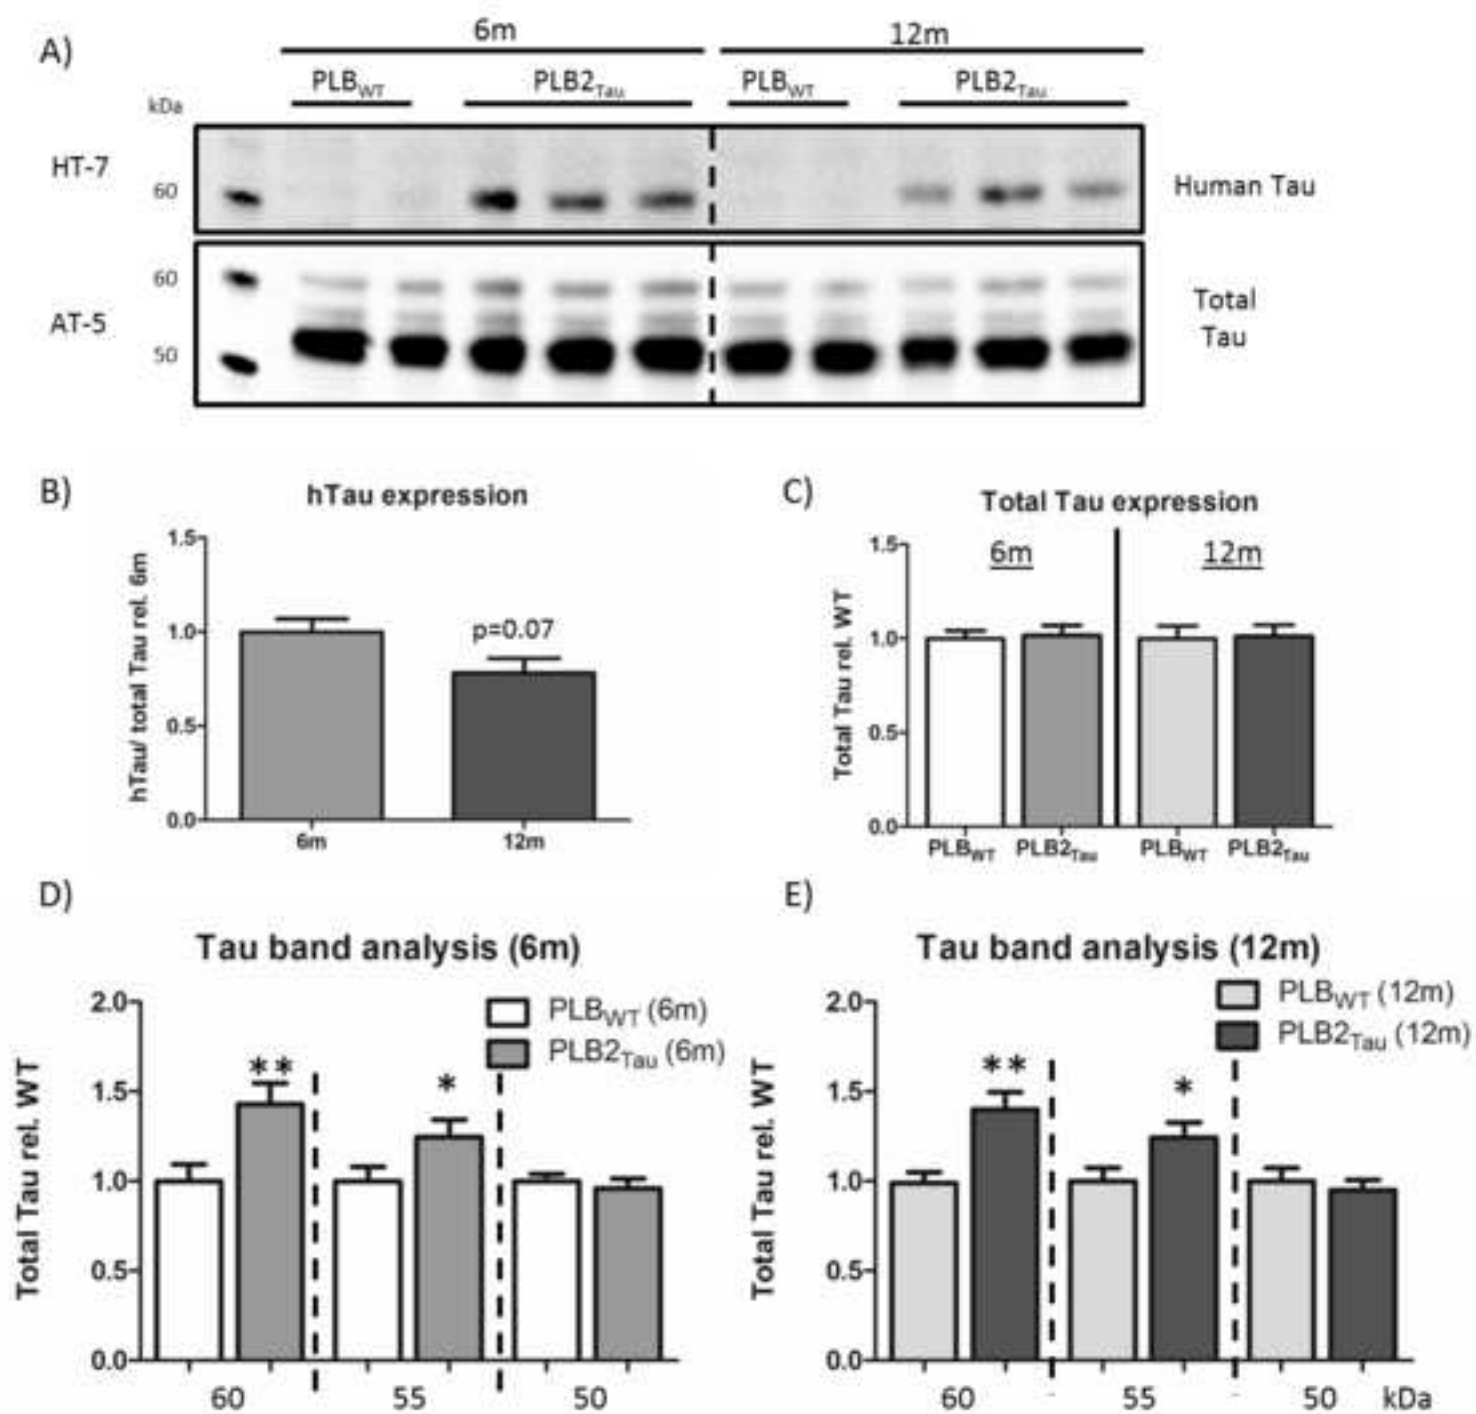 A)
6m
12m
PLBWT
PLB2Tau
PLBWT
PLB2Tau
kDa
HT-7
60
Human Tau
60
AT-5
50
Total
Tau
B)
hTau expression
hTau/ total Tau rel. 6m
1.5
1.0
0.5
0.0
p=0.07
6m
12m
C)
Total Tau expression
Total Tau rel. WT
1.5
1.0
0.5
0.0
6m
12m
PLBWT
PLB2Tau
PLBWT
PLB2Tau
D)
Tau band analysis (6m)
Total Tau rel. WT
2.0
1.5
1.0
0.5
0.0
PLBWT (6m)
PLB2Tau (6m)
**
*
60
55
50
E)
Tau band analysis (12m)
Total Tau rel. WT
2.0
1.5
1.0
0.5
0.0
PLBWT (12m)
PLB2Tau (12m)
**
*
60
55
50
kDa